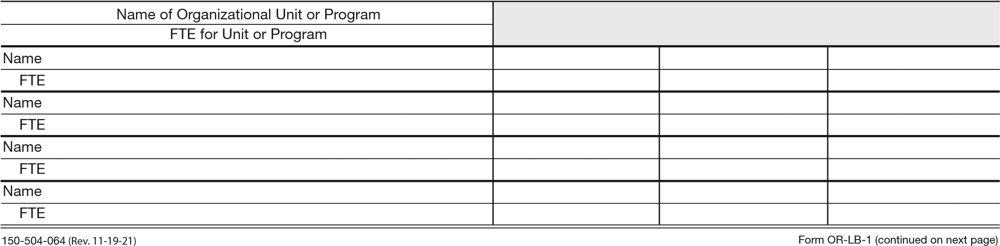 Name of Organizational Unit or Program
FTE for Unit or Program
Name
FTE
Name
FTE
Name
FTE
Name
FTE
150-504-064 (Rev. 11-19-21)
Form OR-LB-1 (continued on next page)